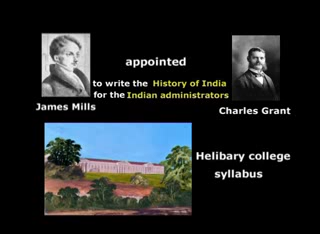 appointed
to write the History of India
for the Indian administrators
James Mills
Charles Grant
Helibary college
syllabus